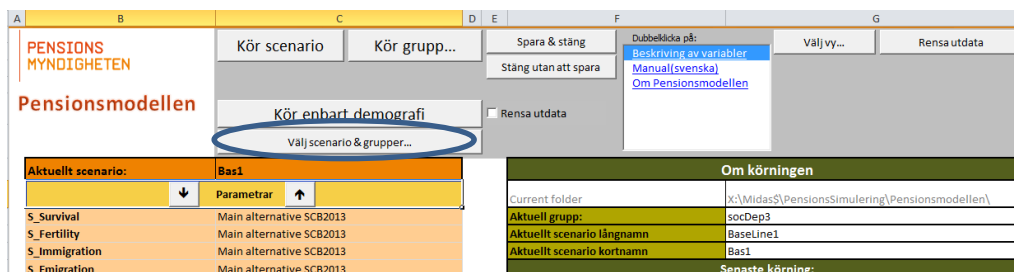 A B C D E F G
PENSIONS
MYNDIGHETEN
Pensionsmodellen
Kör scenario
Kör grupp...
Kör enbart demografi
Välj scenario & grupper...
Spara & stäng
Stäng utan att spara
Rensa utdata
Dubbelklicka på:
Beskriving av variabler
Manual(svenska)
Om Pensionsmodellen
Välj vy...
Rensa utdata
Aktuellt scenario: Bas1
Parametrar
S_Survival Main alternative SCB2013
S_Fertility Main alternative SCB2013
S_Immigration Main alternative SCB2013
S_Emigration Main alternative SCB2013
Om körningen
Current folder X:\Midas$\PensionsSimulering\Pensionsmodellen\
Aktuell grupp: socDep3
Aktuellt scenario långnamn BaseLine1
Aktuellt scenario kortnamn Bas1
Senaste körning: